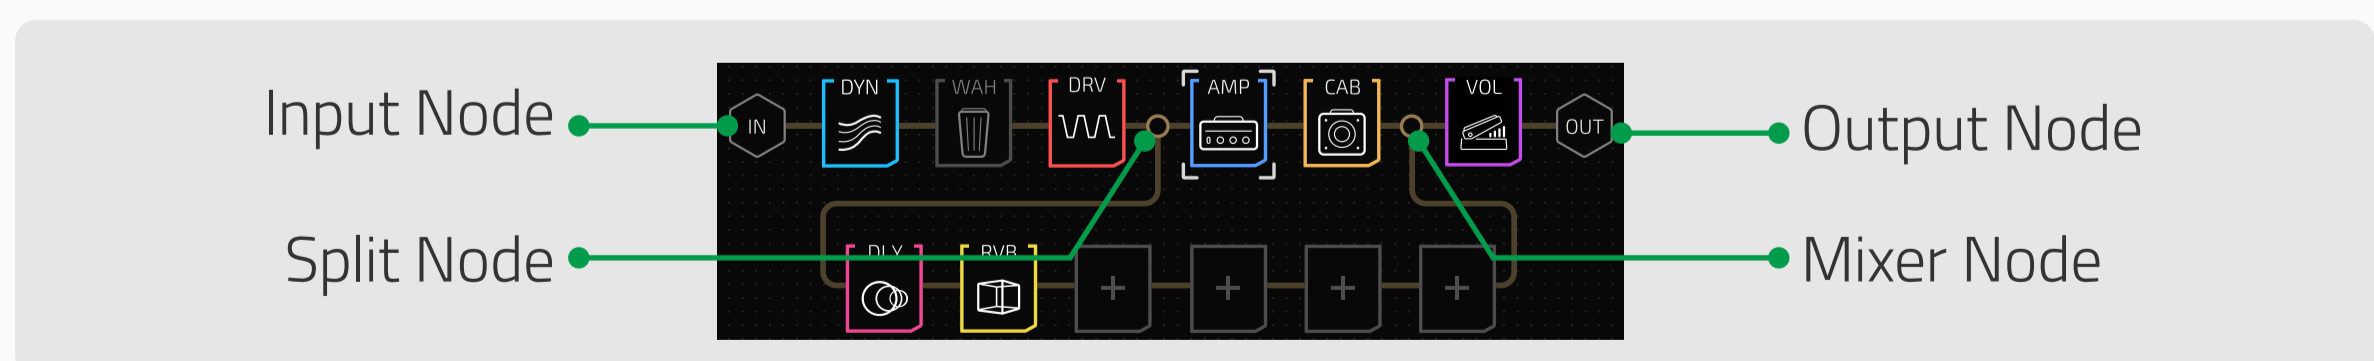 Input Node
Split Node
IN
DYN
WAH
DRV
AMP
CAB
VOL
OUT
DLY
RVB
Output Node
Mixer Node